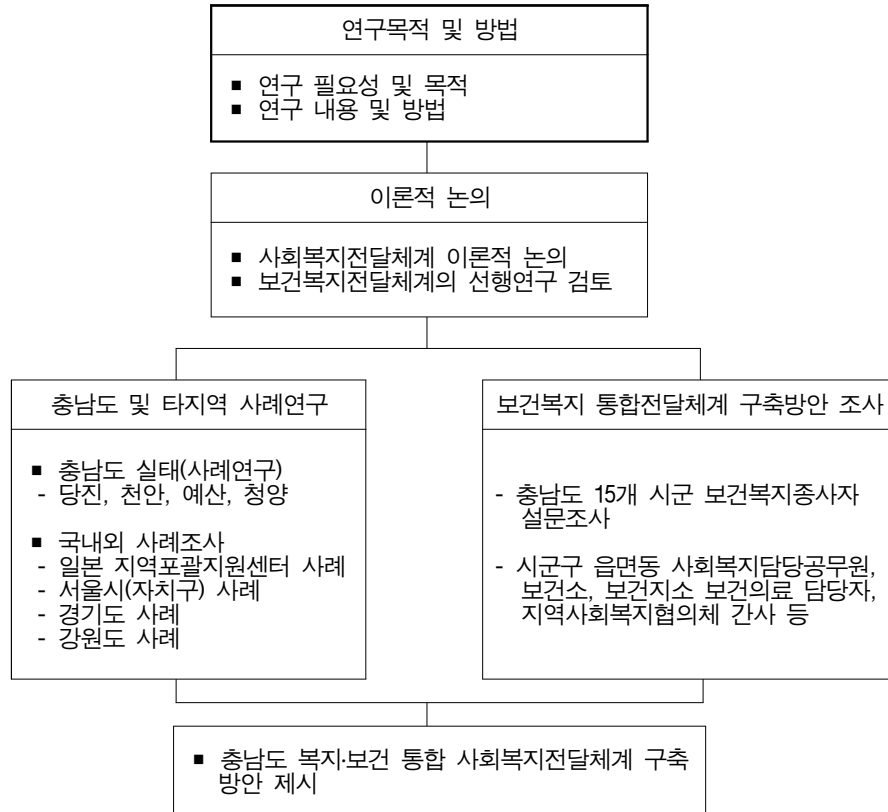 연구목적 및 방법
■ 연구 필요성 및 목적
■ 연구 내용 및 방법
이론적 논의
■ 사회복지전달체계 이론적 논의
■ 보건복지전달체계의 선행연구 검토
충남도 및 타지역 사례연구
■ 충남도 실태(사례연구)
- 당진, 천안, 예산, 청양
■ 국내외 사례조사
- 일본 지역포괄지원센터 사례
- 서울시(자치구) 사례
- 경기도 사례
- 강원도 사례
보건복지 통합전달체계 구축방안 조사
- 충남도 15개 시군 보건복지종사자
설문조사
- 시군구 읍면동 사회복지담당공무원,
보건소, 보건지소 보건의료 담당자,
지역사회복지협의체 간사 등
■ 충남도 복지·보건 통합 사회복지전달체계 구축
방안 제시